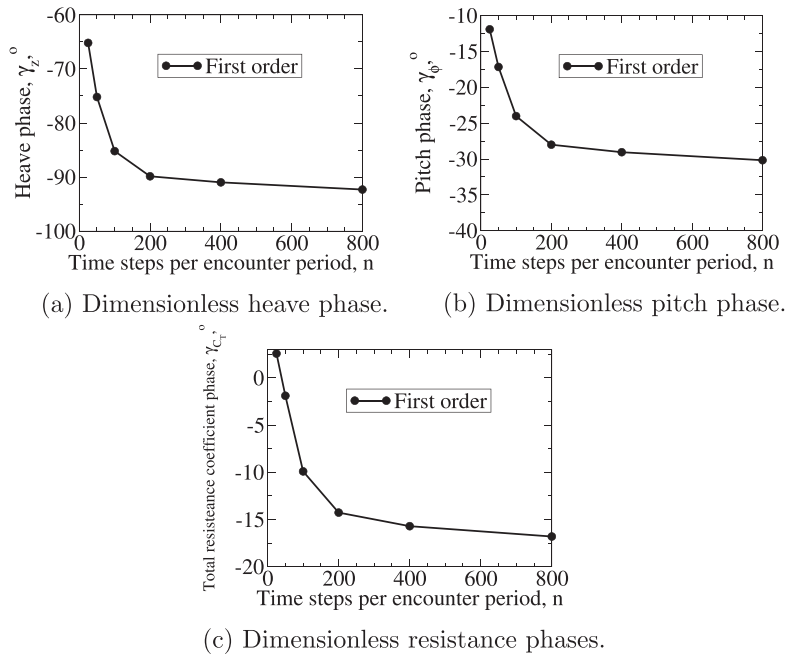 -60
-70
-80
-90
-100
Heave phase, γz,°
First order
0 200 400 600 800
Time steps per encounter period, n
(a) Dimensionless heave phase.
-10
-15
-20
-25
-30
-35
-40
Pitch phase, γϕ,°
First order
0 200 400 600 800
Time steps per encounter period, n
(b) Dimensionless pitch phase.
0
-5
-10
-15
-20
Total resisteance coefficient phase, γC_T,°
First order
0 200 400 600 800
Time steps per encounter period, n
(c) Dimensionless resistance phases.